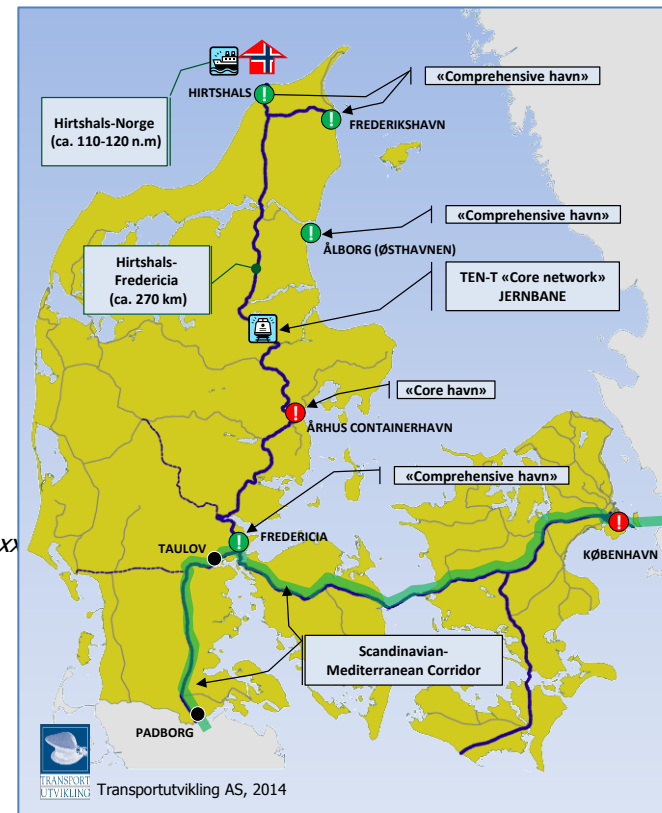 «Comprehensive havn»
HIRTSHALS
FREDERIKSHAVN
Hirtshals-Norge
(ca. 110-120 n.m)
«Comprehensive havn»
ÅLBORG (ØSTHAVNEN)
Hirtshals-
Fredericia
(ca. 270 km)
TEN-T «Core network»
JERNBANE
«Core havn»
ÅRHUS CONTAINERHAVN
«Comprehensive havn»
FREDERICIA
xx
TAULOV
KØBENHAVN
Scandinavian-
Mediterranean Corridor
PADBORG
TRANSPORT
UTVIKLING
Transportutvikling AS, 2014